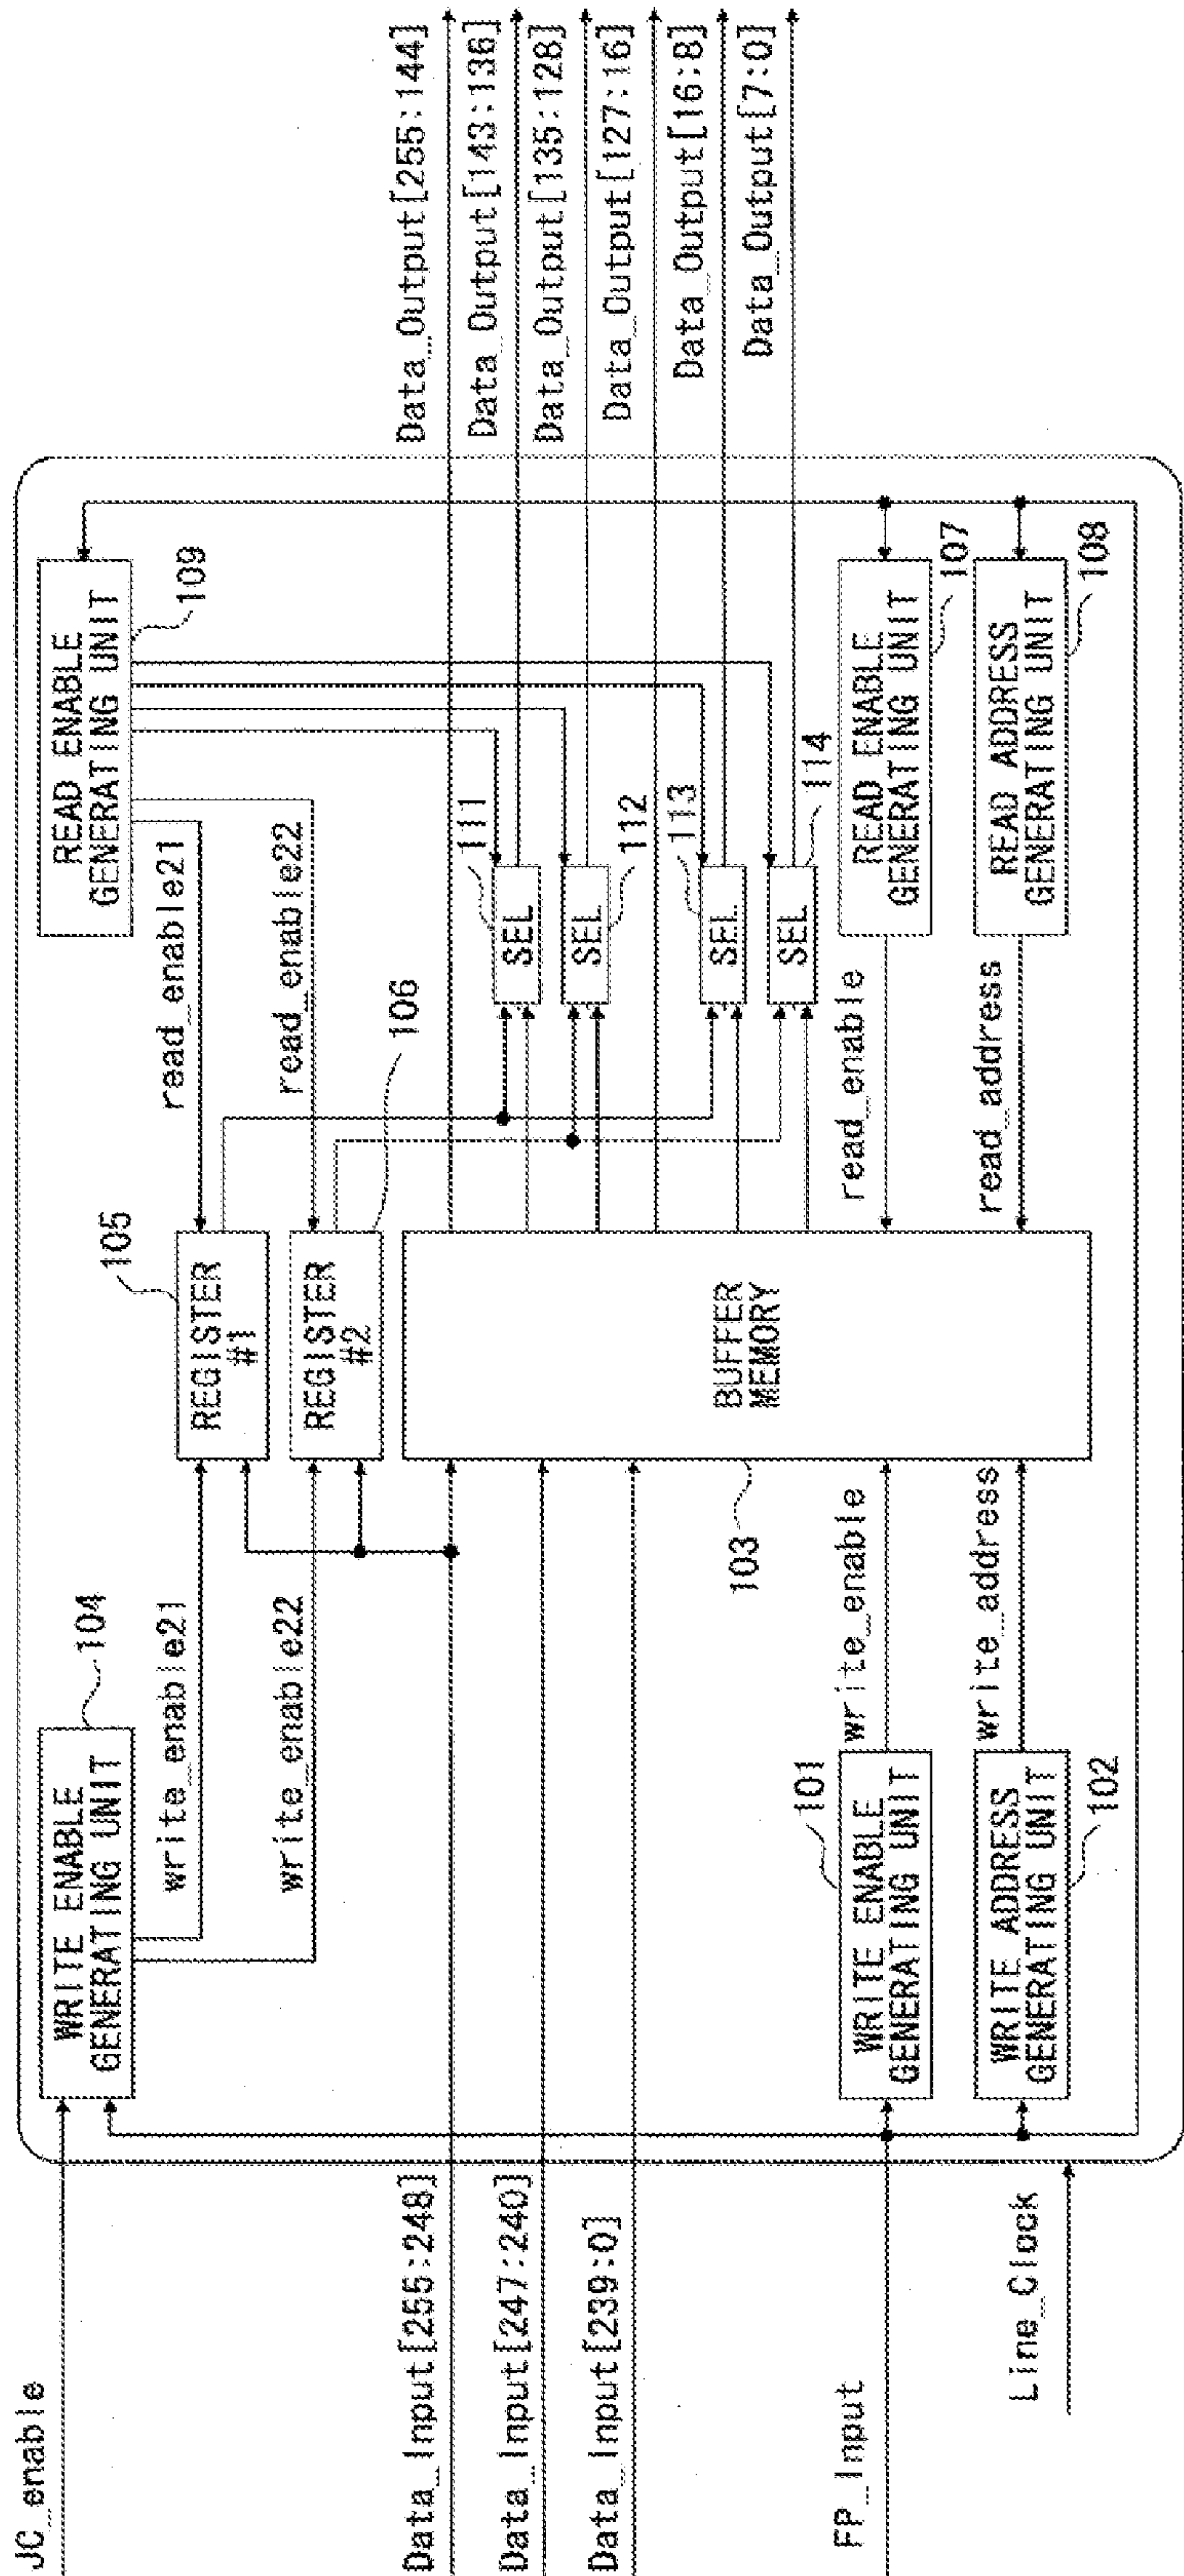 JC_enable
Data_Input[255:248]
Data_Input[247:240]
Data_Input[239:0]
FP_Input
Line_Clock
WRITE ENABLE
GENERATING UNIT
104
write_enable21
write_enable22
WRITE ENABLE
GENERATING UNIT
101
WRITE ADDRESS
GENERATING UNIT
102
write_enable
write_address
REGISTER
#1
105
REGISTER
#2
106
BUFFER
MEMORY
103
read_enable21
read_enable22
READ ENABLE
GENERATING UNIT
109
SEL
111
SEL
112
SEL
113
SEL
114
read_enable
read_address
READ ENABLE
GENERATING UNIT
107
READ ADDRESS
GENERATING UNIT
108
Data_Output[255:144]
Data_Output[143:136]
Data_Output[135:128]
Data_Output[127:16]
Data_Output[16:8]
Data_Output[7:0]